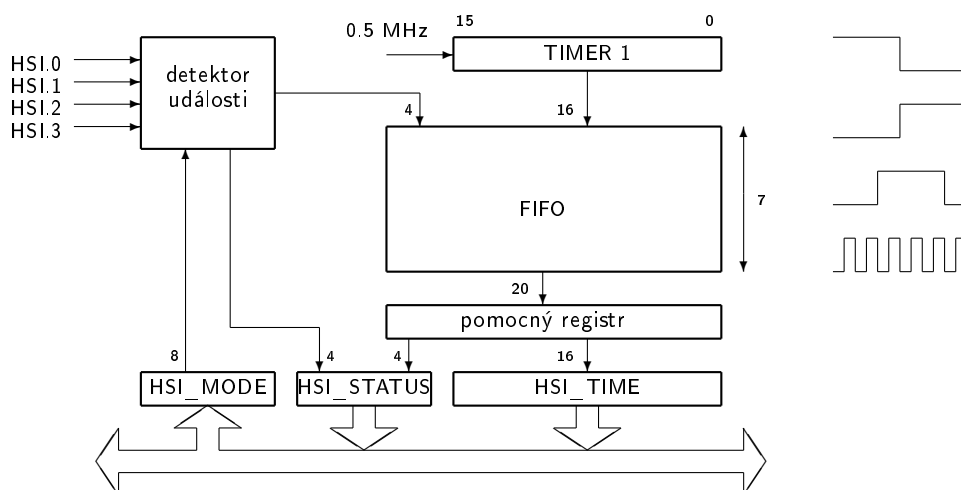 15
0
0.5 MHz
TIMER 1
HSI.0
HSI.1
HSI.2
HSI.3
detektor
události
4
16
FIFO
7
20
pomocný registr
8
4
4
16
HSI_MODE
HSI_STATUS
HSI_TIME